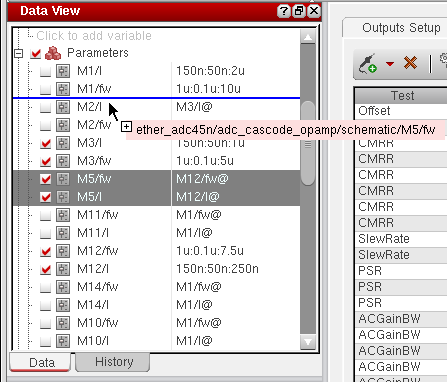 Data View
Click to add variable
Parameters
M1/l 150n:50n:2u
M1/fw 1u:0.1u:10u
M2/l M3/l@
M2/fw
ether_adc45n/adc_cascode_opamp/schematic/M5/fw
M3/l 150n:50n:1u
M3/fw 1u:0.1u:5u
M5/fw M12/fw@
M5/l M12/l@
M11/fw M1/fw@
M11/l M1/l@
M12/fw 1u:0.1u:7.5u
M12/l 150n:50n:250n
M14/l M1/l@
M14/fw M1/fw@
M10/fw M1/fw@
M10/l M1/l@
Data
History
Outputs Setup
Test
Offset
CMRR
CMRR
CMRR
CMRR
CMRR
CMRR
CMRR
SlewRate
SlewRate
PSR
PSR
PSR
ACGainBW
ACGainBW
ACGainBW
ACGainBW